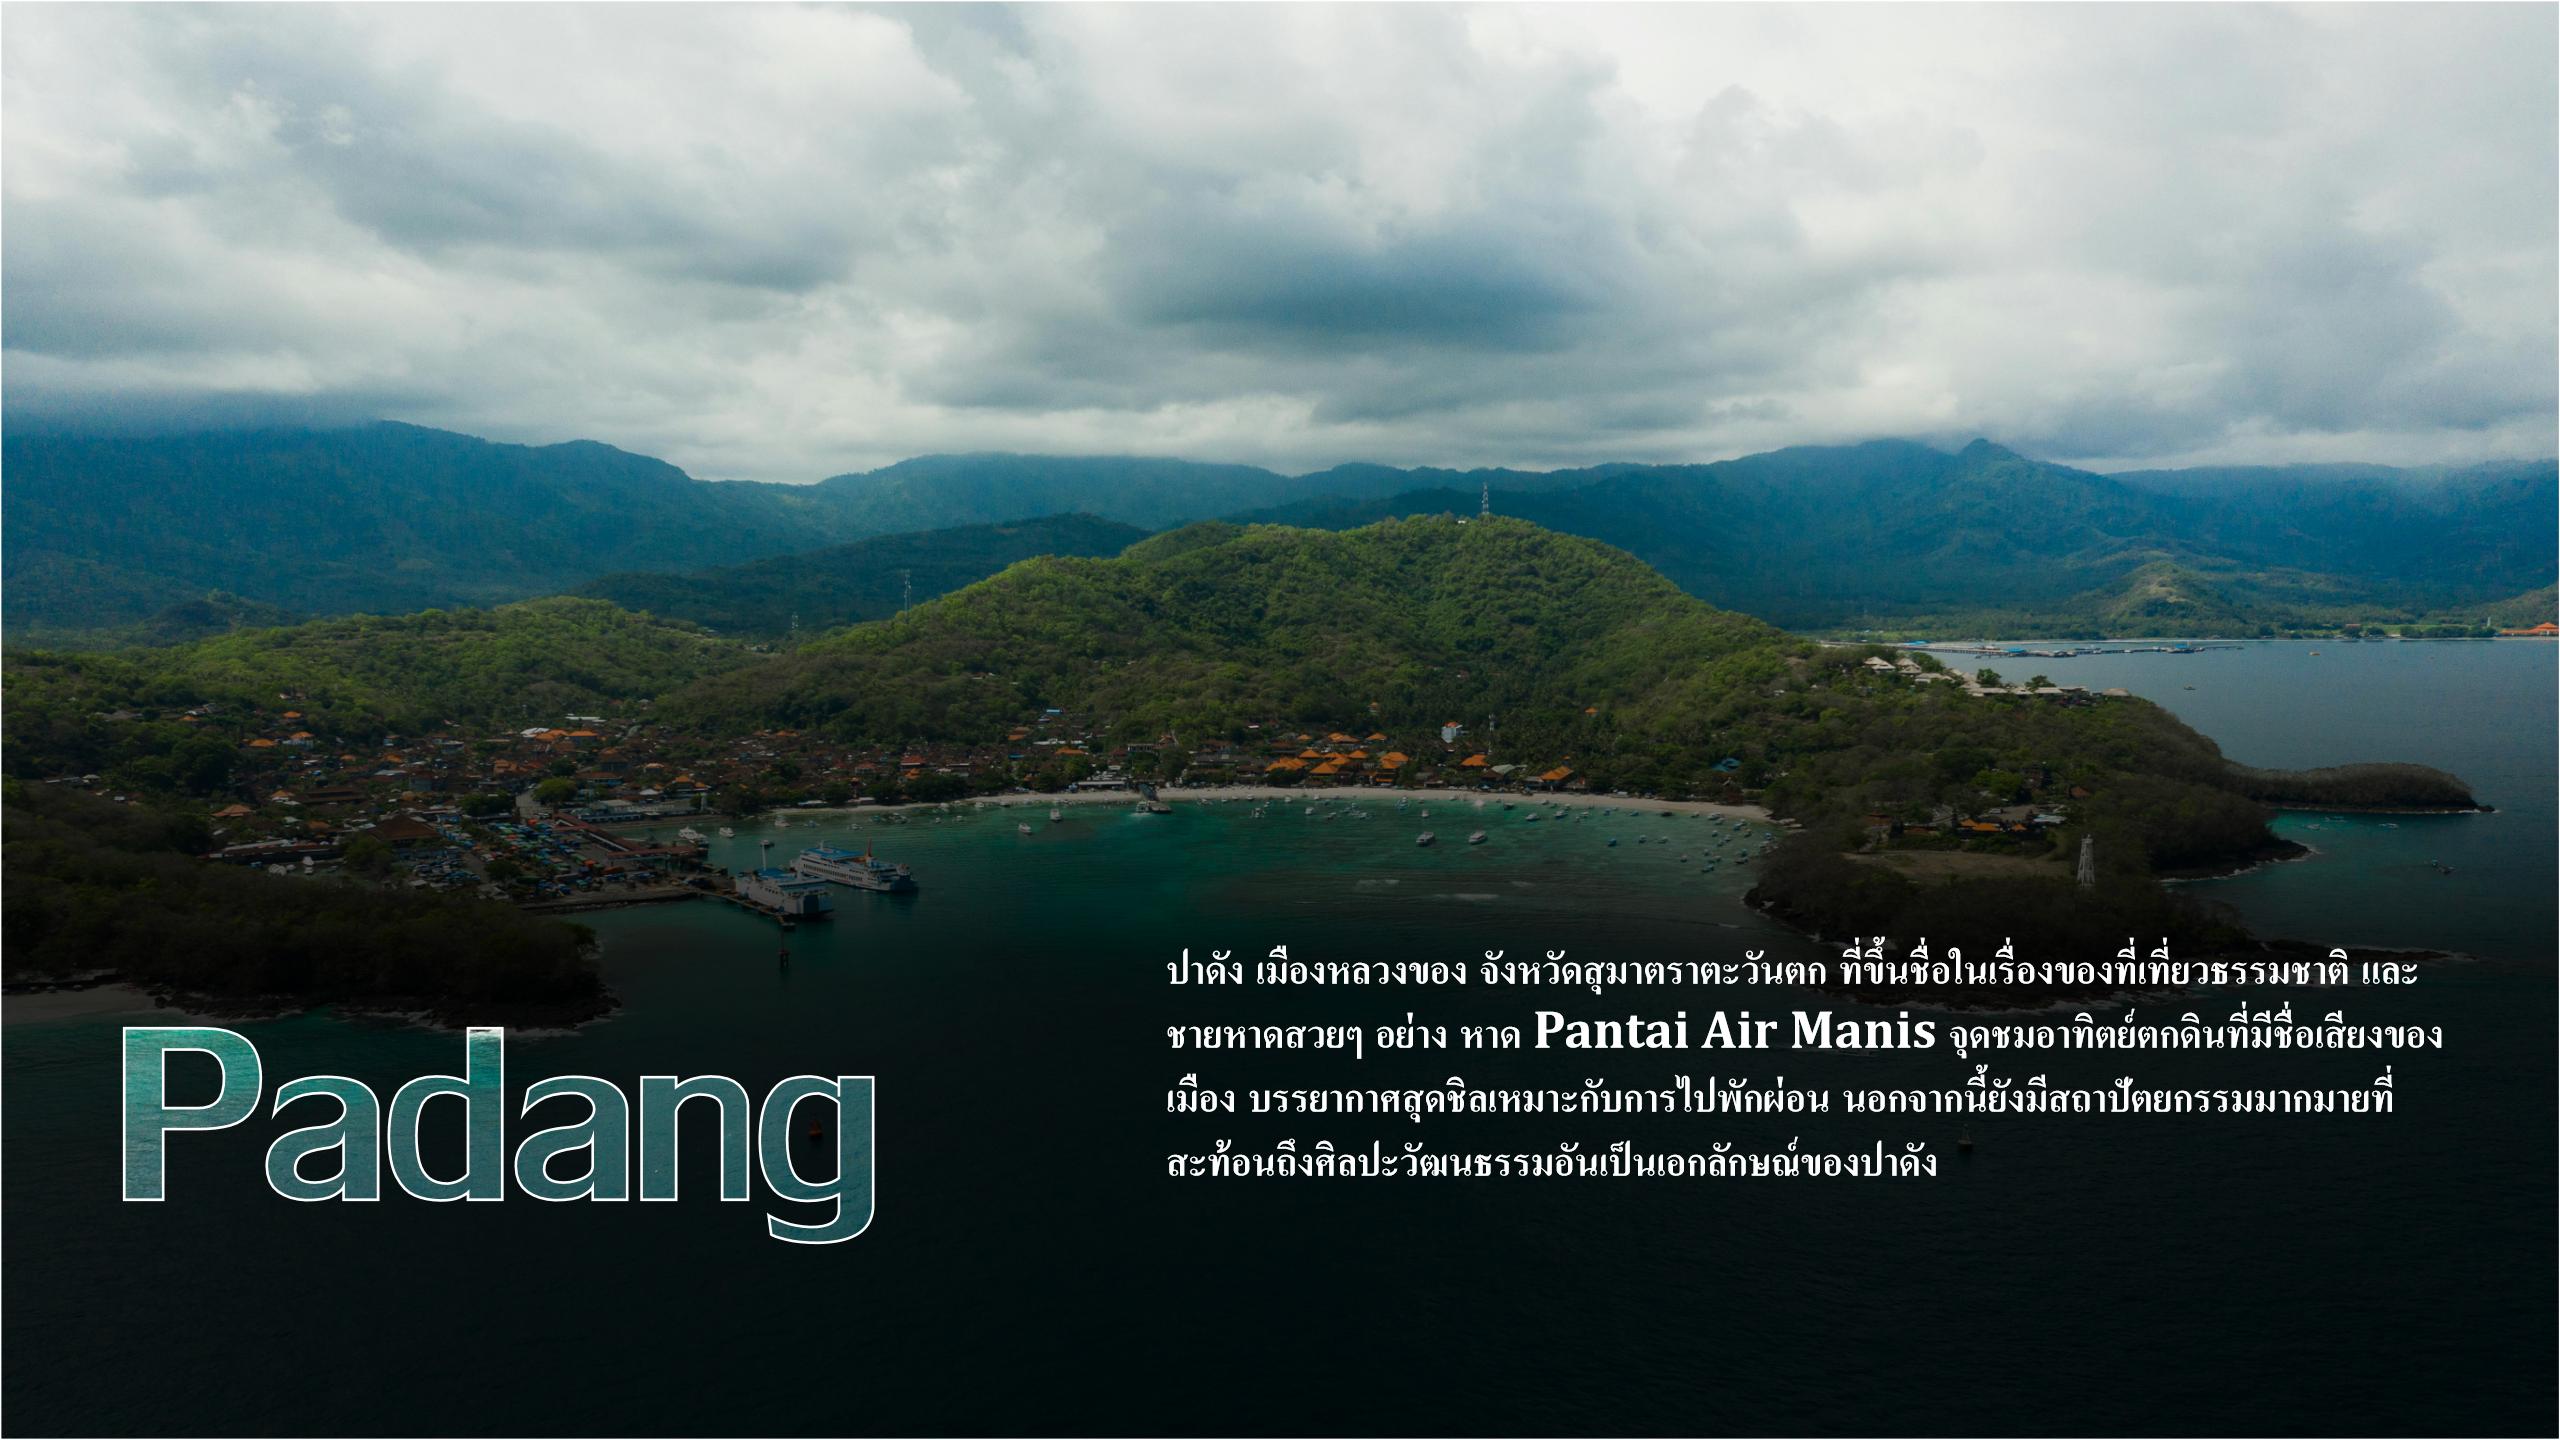 Padang
ปาดัง เมืองหลวงของ จังหวัดสุมาตราตะวันตก ที่ขึ้นชื่อในเรื่องของที่เที่ยวธรรมชาติ และ
ชายหาดสวยๆ อย่าง หาด Pantai Air Manis จุดชมอาทิตย์ตกดินที่มีชื่อเสียงของ
เมือง บรรยากาศสุดชิลเหมาะกับการไปพักผ่อน นอกจากนี้ยังมีสถาปัตยกรรมมากมายที่
สะท้อนถึงศิลปะวัฒนธรรมอันเป็นเอกลักษณ์ของปาดัง